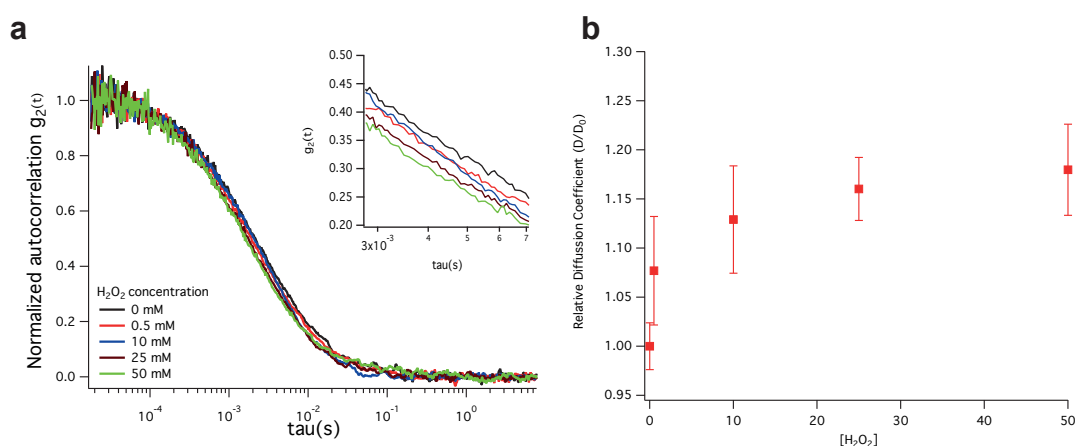 a
Normalized autocorrelation g₂(t)
1.0
0.8
0.6
0.4
0.2
0.0
10⁻⁴
10⁻³
10⁻²
10⁻¹
10⁰
tau(s)
H₂O₂ concentration
0 mM
0.5 mM
10 mM
25 mM
50 mM
g₂(t)
0.50
0.45
0.40
0.35
0.30
0.25
0.20
3x10⁻³
4
5
6
7
tau(s)
b
Relative Diffussion Coefficient (D/D₀)
1.30
1.25
1.20
1.15
1.10
1.05
1.00
0.95
0
10
20
30
40
50
[H₂O₂]